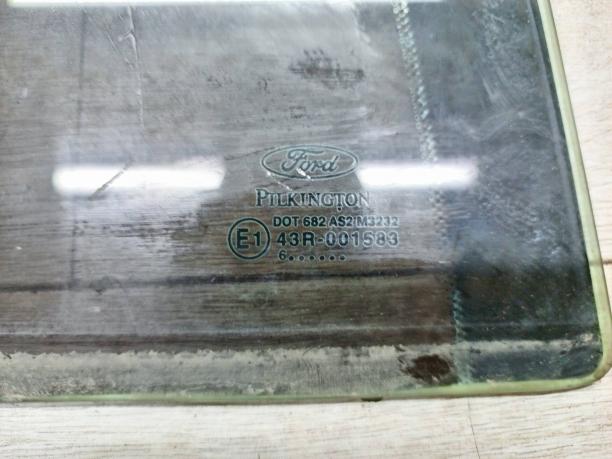 Ford
PILKINGTON
DOT 682 AS2 M3232
E1 43R-001583
6......